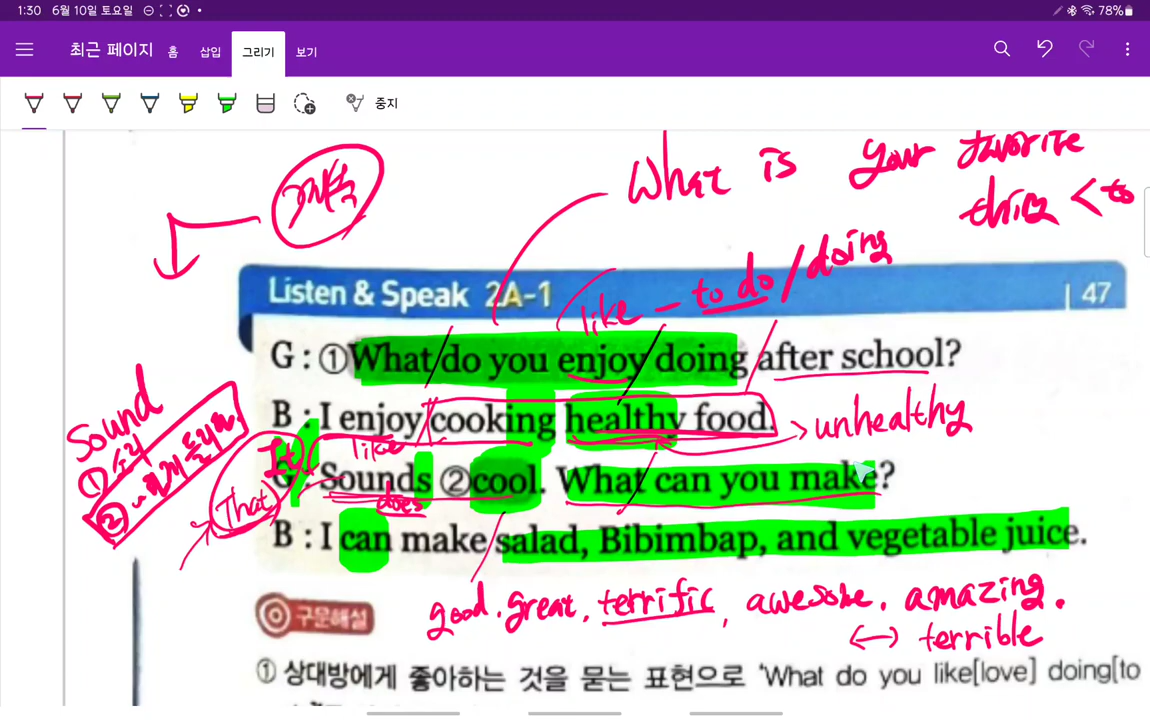 1:30 6월 10일 토요일
78%
최근 페이지 홈 삽입 그리기 보기
중지
What is your favorite
thing < to
like - to do / doing
Listen & Speak 2A-1 47
G : ①What do you enjoy doing after school?
B : I enjoy cooking healthy food. > unhealthy
Sound
① 소리
② ~하게 들리다
It like
That
G : Sounds ②cool. What can you make?
does
B : I can make salad, Bibimbap, and vegetable juice.
good. great, terrific, awesome. amazing.
↔ terrible
구문해설
① 상대방에게 좋아하는 것을 묻는 표현으로 ‘What do you like[love] doing[to